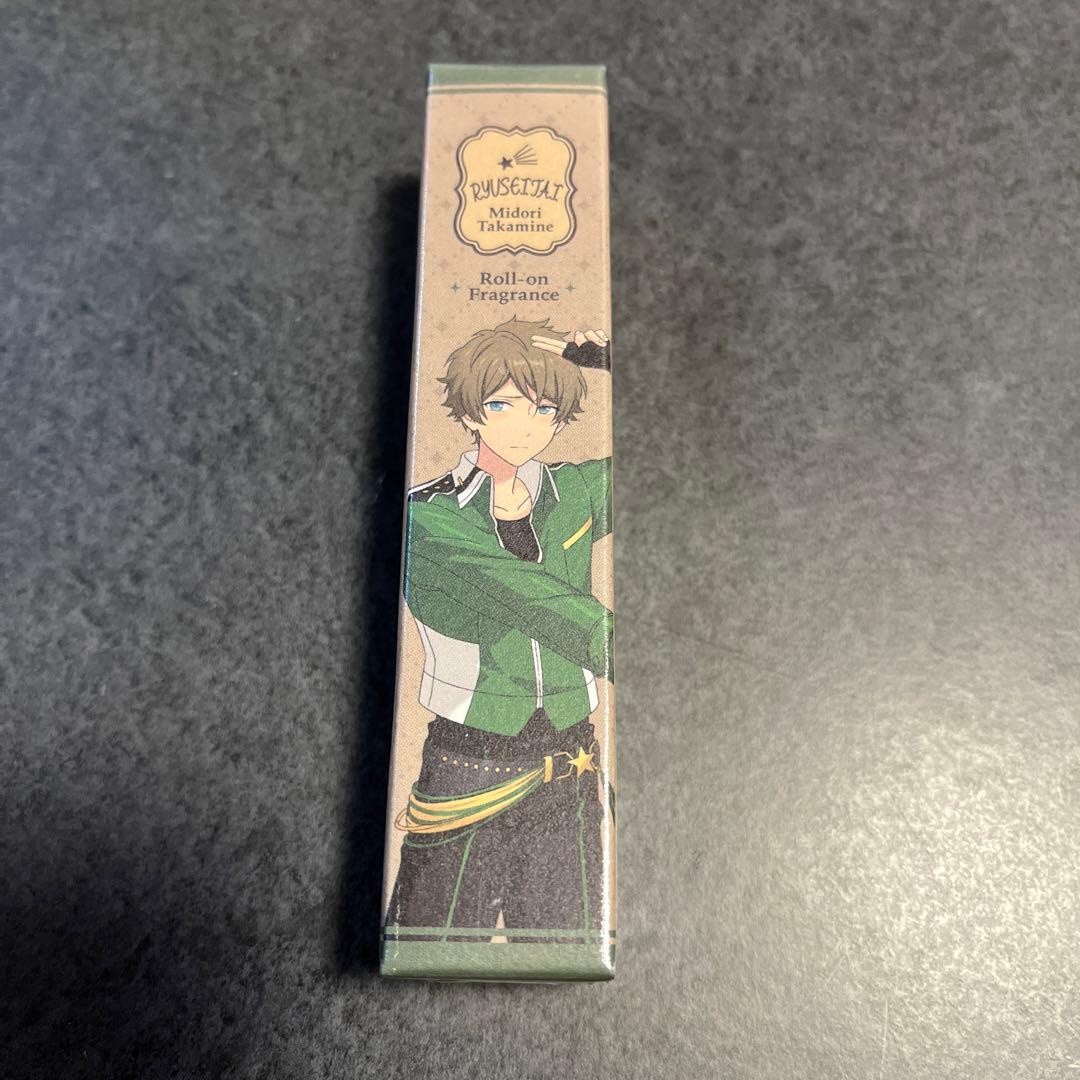 RYUSEITAI
Midori
Takamine
Roll-on
Fragrance